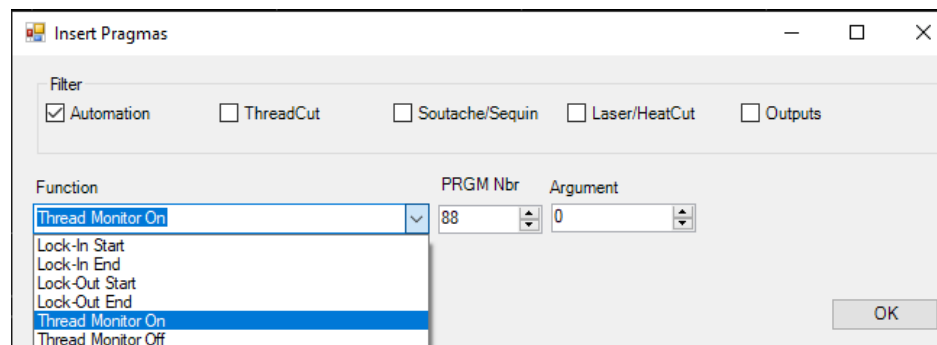 Insert Pragmas
Filter
Automation ThreadCut Soutache/Sequin Laser/HeatCut Outputs
Function PRGM Nbr Argument
Thread Monitor On 88 0
Lock-In Start
Lock-In End
Lock-Out Start
Lock-Out End
Thread Monitor On
OK
Thread Monitor Off